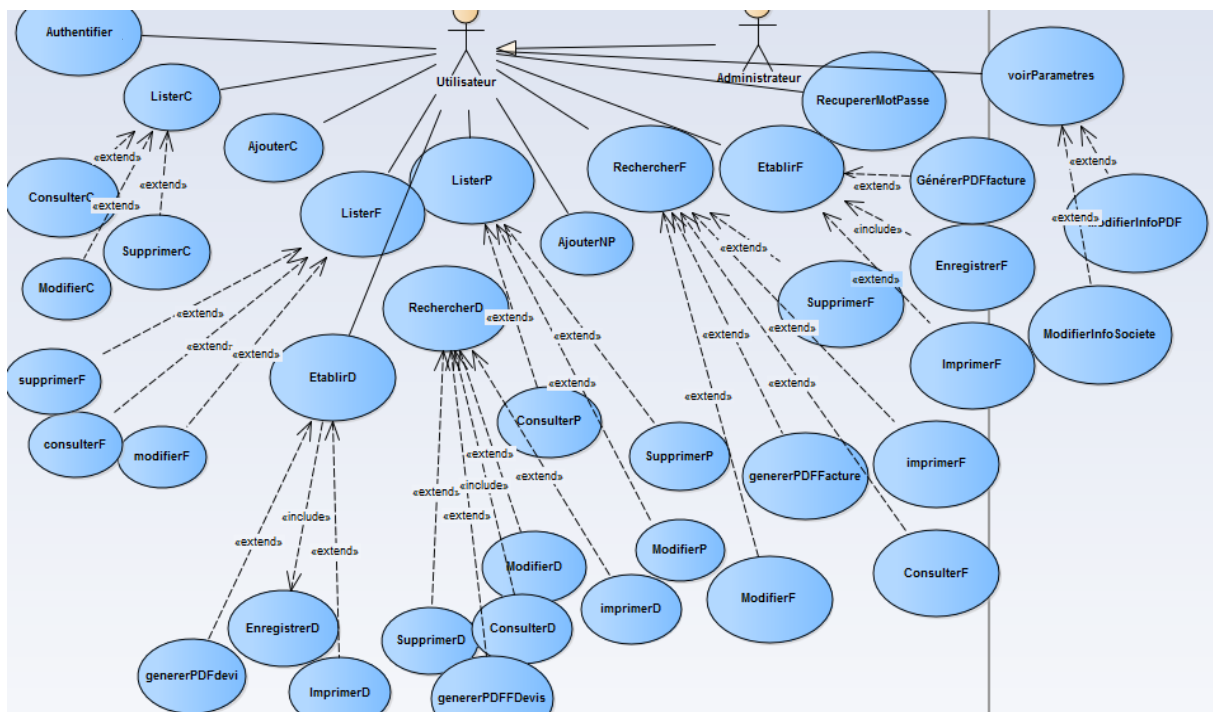 Authentifier
Utilisateur
Administrateur
voirParametres
ListerC
RecupererMotPasse
AjouterC
«extend»
RechercherF
EtablirF
ListerP
GénérerPDFfacture
«extend»
«extend»
«extend»
ConsulterC
«extend»
ListerF
«extend»
SupprimerC
AjouterNP
«include»
ModifierInfoPDF
EnregistrerF
«extend»
ModifierC
RechercherD
SupprimerF
«extend»
«extend»
«extend»
«extend»
«extend»
«extend»
ModifierInfoSociete
«extend»
«extend»
ImprimerF
supprimerF
EtablirD
«extend»
«extend»
ConsulterP
consulterF
modifierF
SupprimerP
imprimerF
genererPDFFacture
«extend»
«extend»
«extend»
«include»
«extend»
«include»
«extend»
«extend»
«extend»
ModifierP
ModifierD
ConsulterF
ModifierF
imprimerD
EnregistrerD
ConsulterD
SupprimerD
genererPDFdevi
ImprimerD
genererPDFFDevis